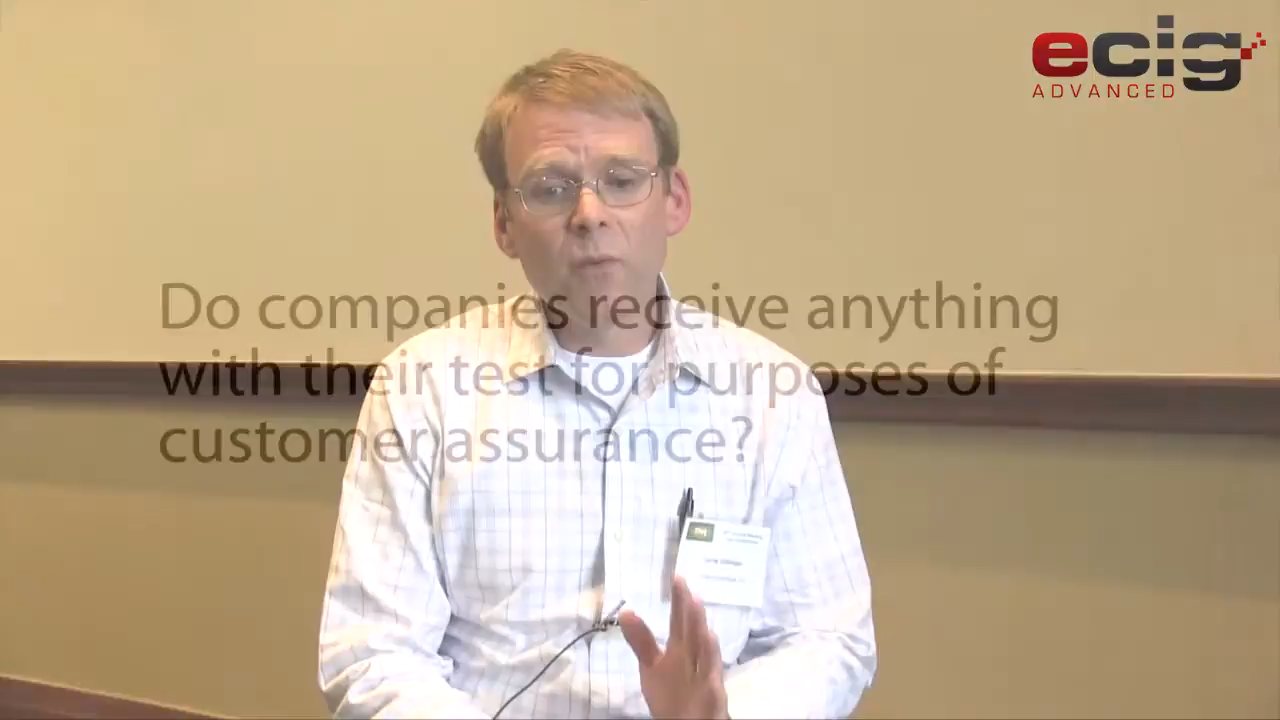 ecig
ADVANCED
Do companies receive anything
with their test for purposes of
customer assurance?